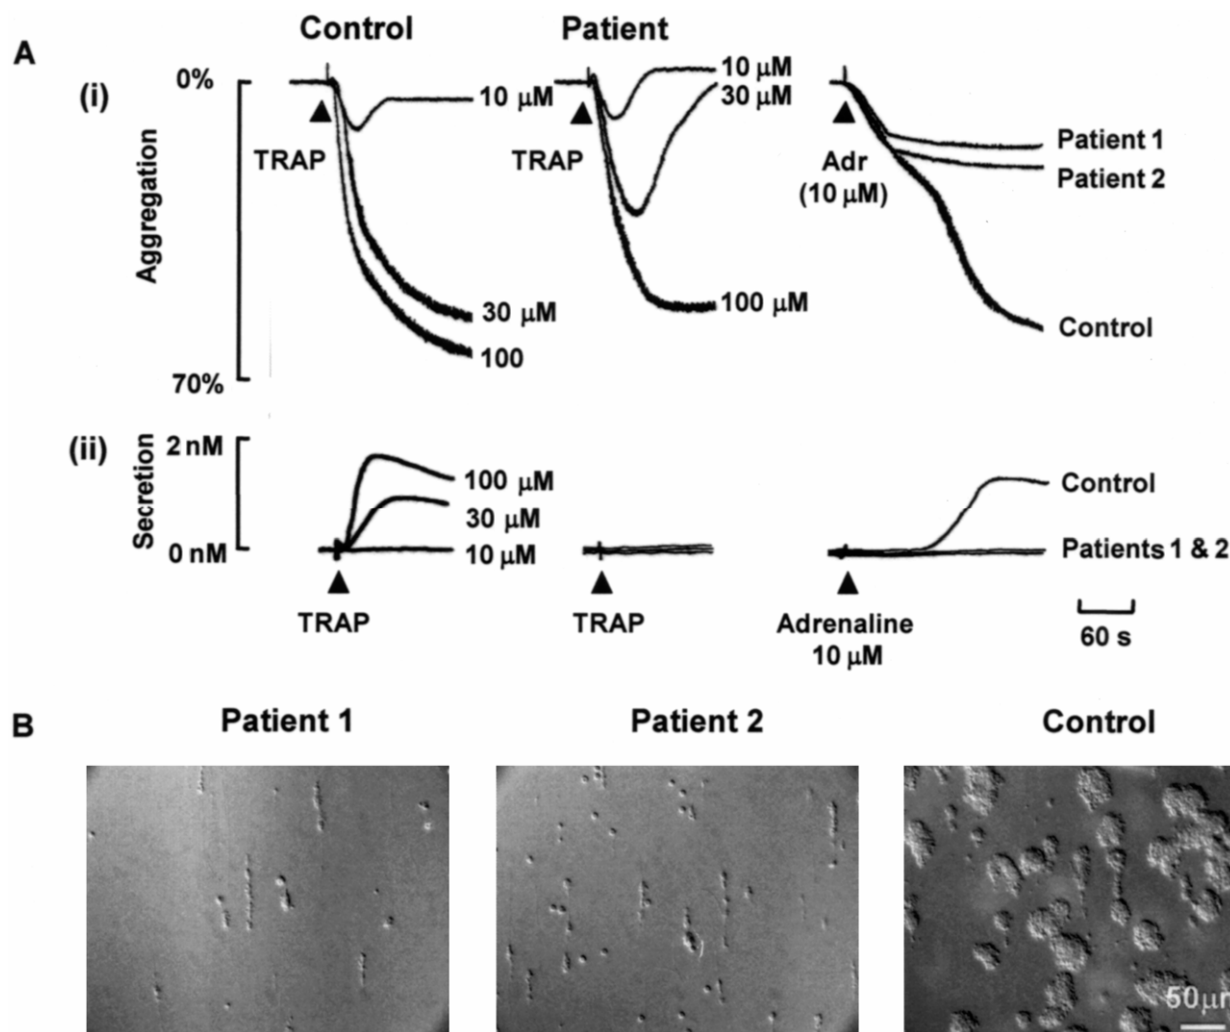 A
Control
Patient
(i)
0%
Aggregation
70%
TRAP
10 μM
30 μM
100
TRAP
10 μM
30 μM
100 μM
Adr
(10 μM)
Patient 1
Patient 2
Control
(ii)
2 nM
Secretion
0 nM
100 μM
30 μM
10 μM
TRAP
TRAP
Adrenaline
10 μM
Control
Patients 1 & 2
60 s
B
Patient 1
Patient 2
Control
50μm